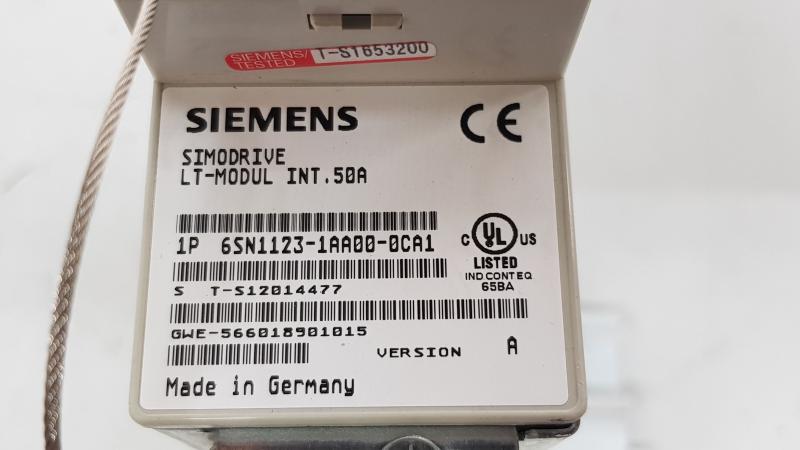 SIEMENS/ TESTED T-S1653200
SIEMENS CE
SIMODRIVE
LT-MODUL INT.50A
1P 6SN1123-1AA00-0CA1
C UL US
LISTED
IND CONT EQ
65BA
S T-S12014477
GWE-566018901015
VERSION A
Made in Germany